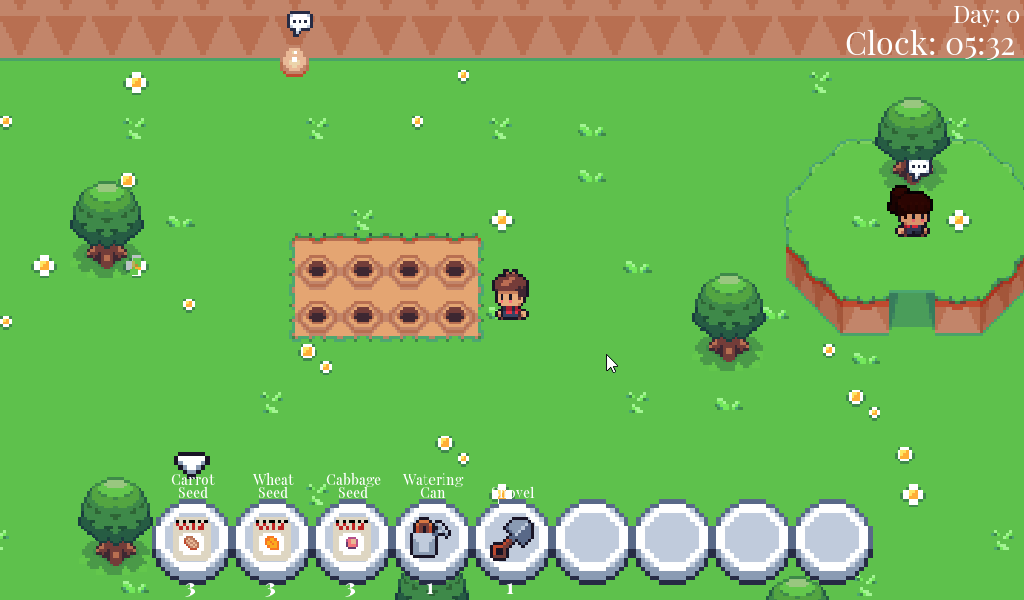 Day: 0
Clock: 05:32
Carrot Seed
Wheat Seed
Cabbage Seed
Watering Can
3
3
3
1
1